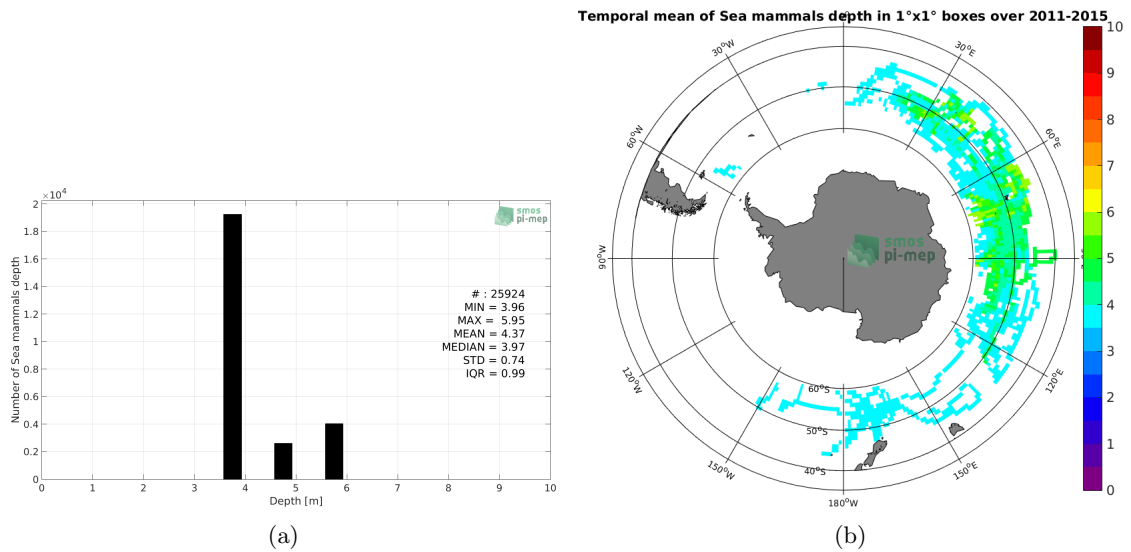 Temporal mean of Sea mammals depth in 1°x1° boxes over 2011-2015
×10⁴
2
1.8
1.6
1.4
1.2
1
0.8
0.6
0.4
0.2
0
Number of Sea mammals depth
smos
pi-mep
# : 25924
MIN = 3.96
MAX = 5.95
MEAN = 4.37
MEDIAN = 3.97
STD = 0.74
IQR = 0.99
0 1 2 3 4 5 6 7 8 9 10
Depth [m]
(a)
30°W
30°E
60°W
60°E
90°W
120°W
120°E
150°W
150°E
180°W
60°S
50°S
40°S
smos
pi-mep
10
9
8
7
6
5
4
3
2
1
0
(b)